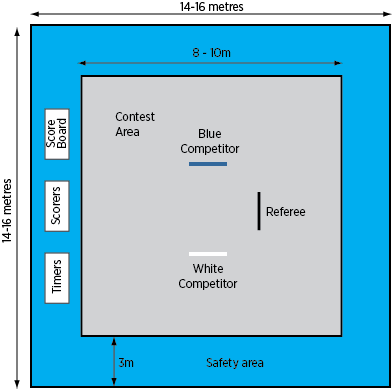 14-16 metres
8 - 10m
Contest
Area
Blue
Competitor
Score
Board
14-16 metres
Scorers
Referee
White
Competitor
Timers
3m
Safety area